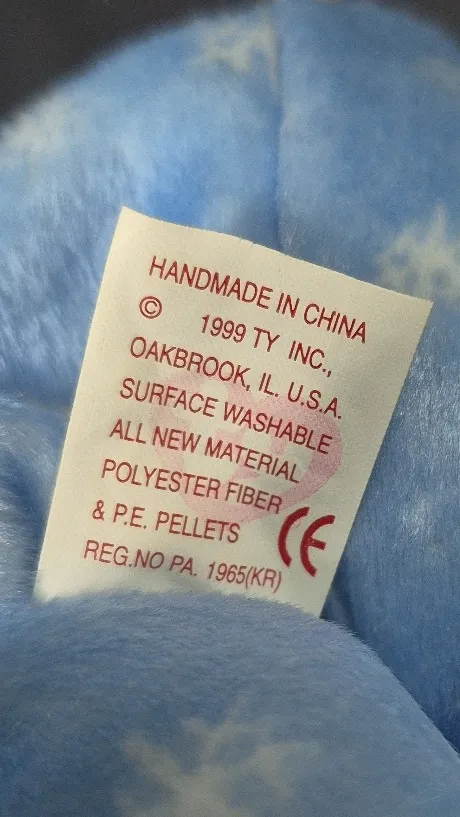 HANDMADE IN CHINA
© 1999 TY INC.,
OAKBROOK, IL. U.S.A.
SURFACE WASHABLE
ALL NEW MATERIAL
POLYESTER FIBER
& P.E. PELLETS CE
REG.NO PA. 1965(KR)